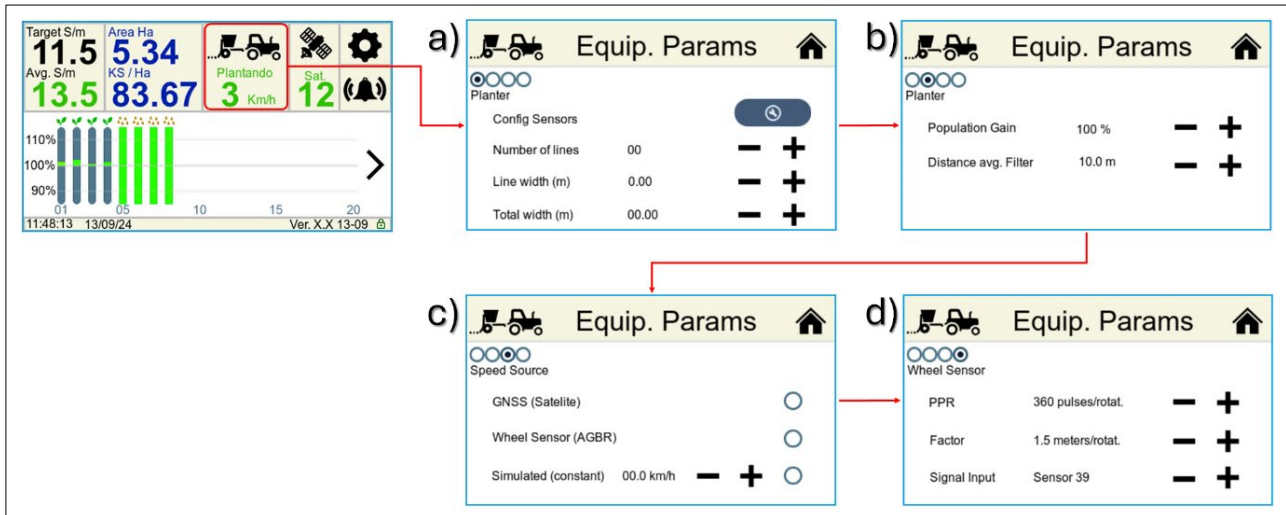 Target S/m
11.5
Area Ha
5.34
Avg. S/m
13.5
KS / Ha
83.67
Plantando
3 Km/h
Sat.
12
110%
100%
90%
01 05 10 15 20
11:48:13 13/09/24 Ver. X.X 13-09
a) Equip. Params
Planter
Config Sensors
Number of lines 00
Line width (m) 0.00
Total width (m) 00.00
b) Equip. Params
Planter
Population Gain 100 %
Distance avg. Filter 10.0 m
c) Equip. Params
Speed Source
GNSS (Satelite)
Wheel Sensor (AGBR)
Simulated (constant) 00.0 km/h
d) Equip. Params
Wheel Sensor
PPR 360 pulses/rotat.
Factor 1.5 meters/rotat.
Signal Input Sensor 39